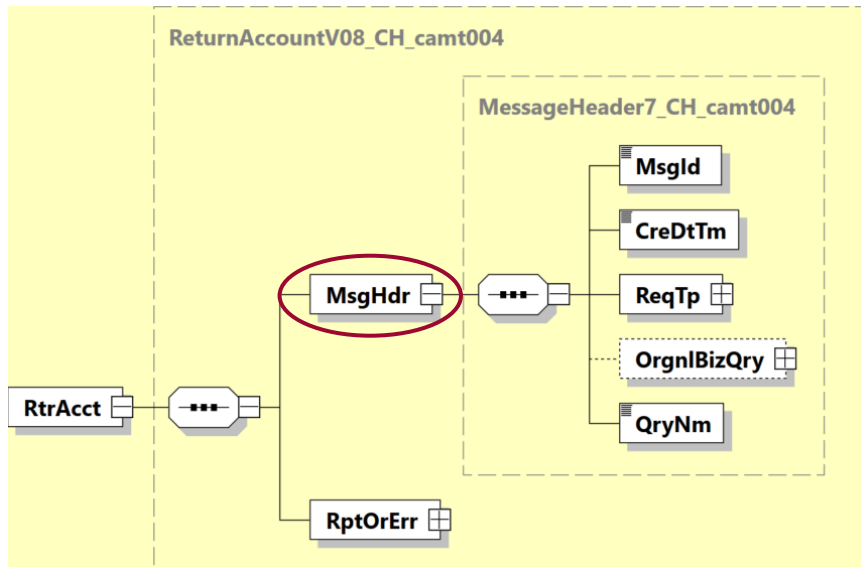 ReturnAccountV08_CH_camt004
MessageHeader7_CH_camt004
MsgId
CreDtTm
MsgHdr
ReqTp
OrgnlBizQry
RtrAcct
QryNm
RptOrErr